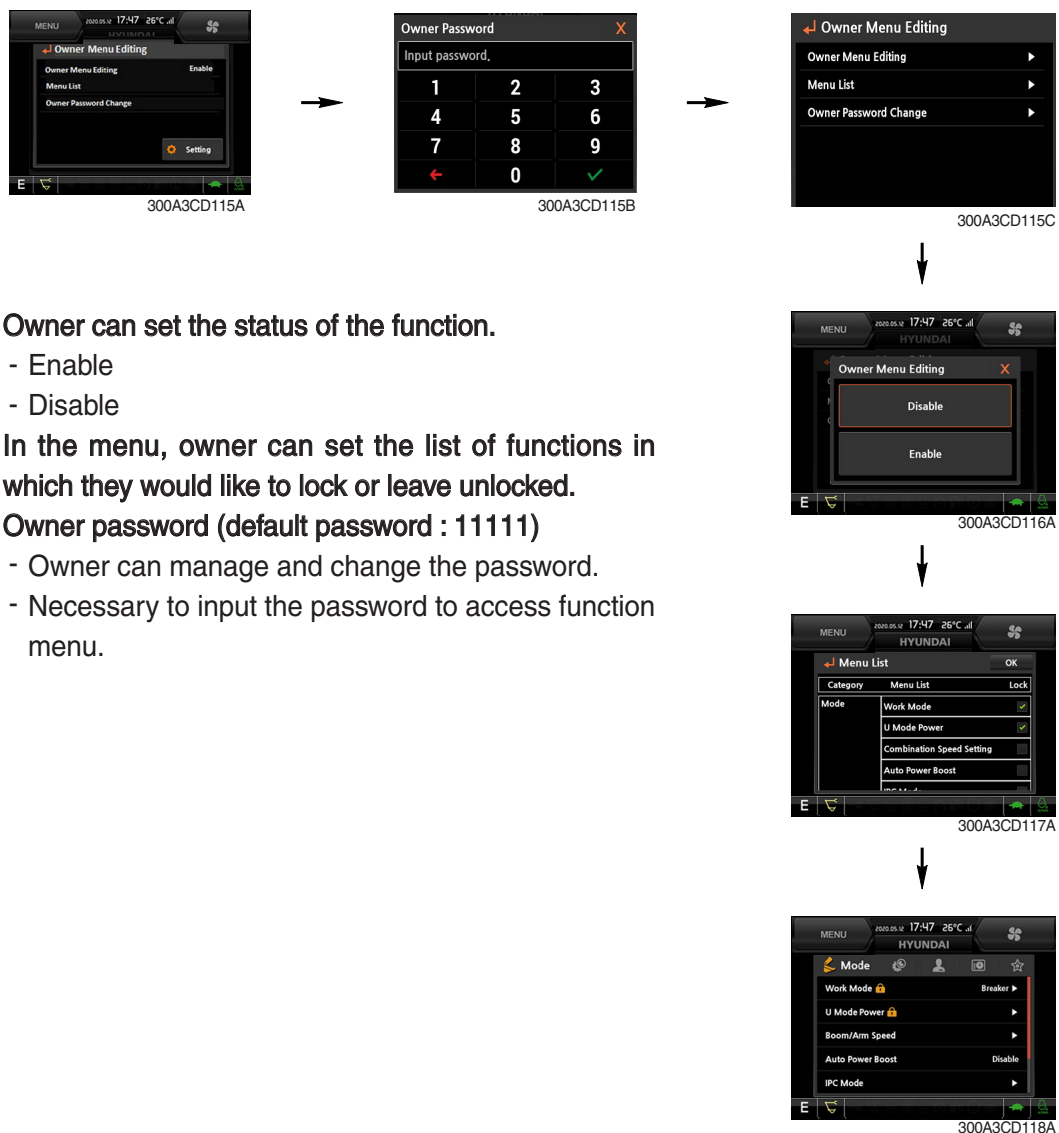 MENU 2020.05.12 17:47 26°C
HYUNDAI
Owner Menu Editing
Owner Menu Editing Enable
Menu List
Owner Password Change
Setting
E
300A3CD115A
Owner Password X
Input password.
1 2 3
4 5 6
7 8 9
0
300A3CD115B
Owner Menu Editing
Owner Menu Editing
Menu List
Owner Password Change
300A3CD115C
Owner can set the status of the function.
- Enable
- Disable
In the menu, owner can set the list of functions in
which they would like to lock or leave unlocked.
Owner password (default password : 11111)
- Owner can manage and change the password.
- Necessary to input the password to access function
menu.
MENU 2020.05.12 17:47 26°C
HYUNDAI
Owner Menu Editing X
Disable
Enable
E
300A3CD116A
MENU 2020.05.12 17:47 26°C
HYUNDAI
Menu List OK
Category Menu List Lock
Mode Work Mode
U Mode Power
Combination Speed Setting
Auto Power Boost
IPC Mode
E
300A3CD117A
MENU 2020.05.12 17:47 26°C
HYUNDAI
Mode
Work Mode Breaker
U Mode Power
Boom/Arm Speed
Auto Power Boost Disable
IPC Mode
E
300A3CD118A